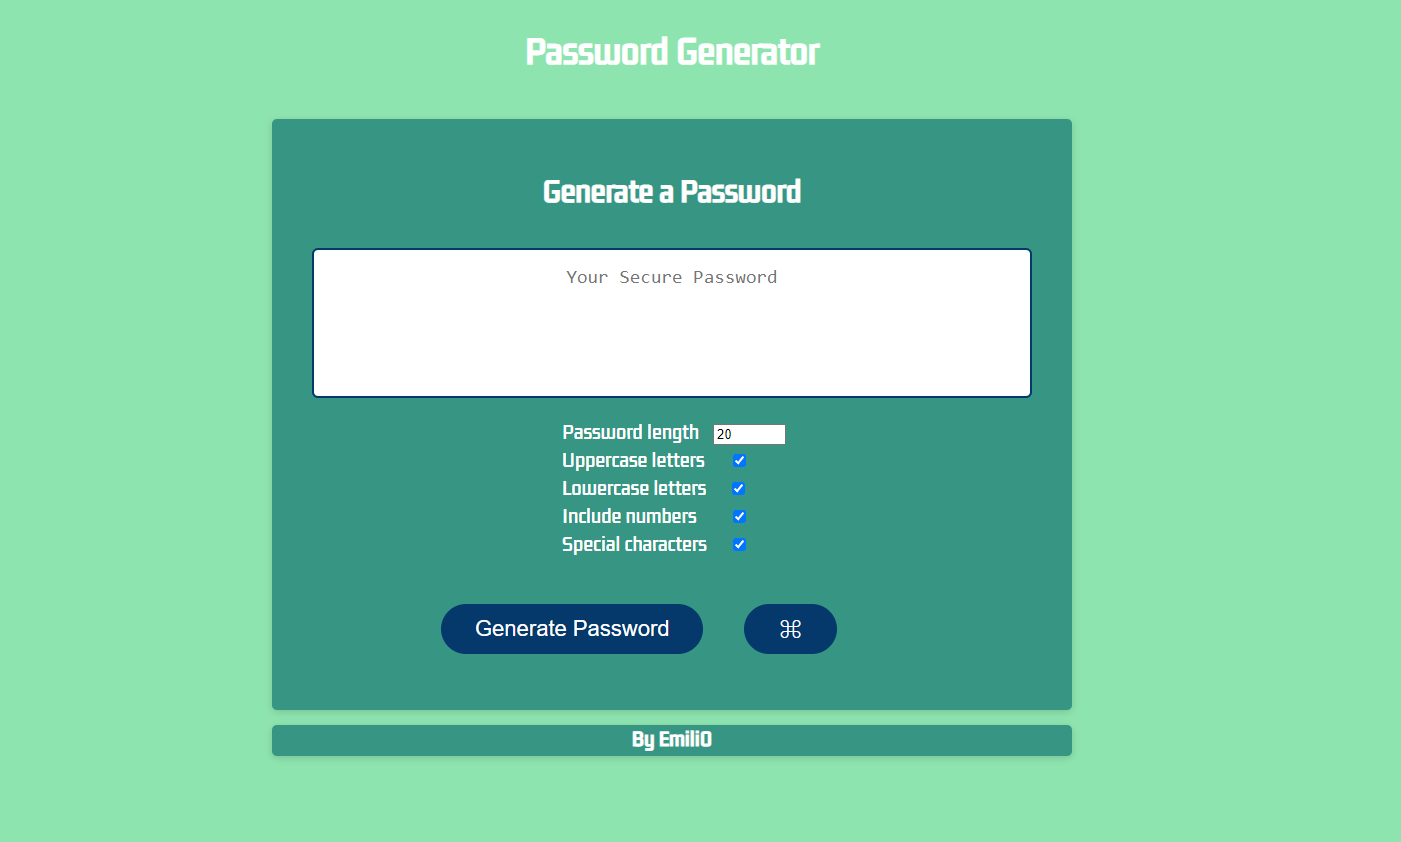 Password Generator
Generate a Password
Your Secure Password
Password length 20
Uppercase letters
Lowercase letters
Include numbers
Special characters
Generate Password ⌘
By EmiliO